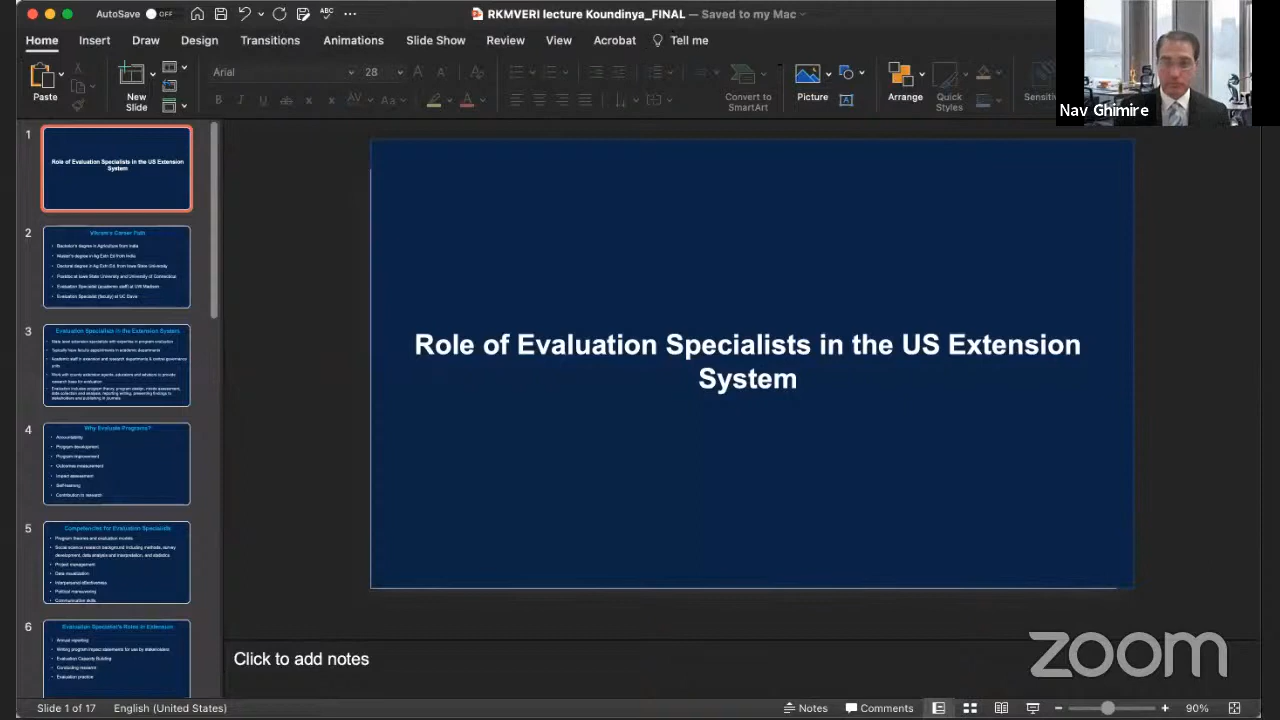 AutoSave OFF
ABC
RKMVERI lecture Koundinya_FINAL — Saved to my Mac
Home Insert Draw Design Transitions Animations Slide Show Review View Acrobat Tell me
Paste
New
Slide
Arial
28
Convert to
SmartArt
Picture
Arrange
Quick
Styles
Sensitiv
Nav Ghimire
1
Role of Evaluation Specialists in the US Extension
System
2
Vikram's Career Path
Bachelor's degree in Agriculture from India
Master's degree in Ag Extn Ed from India
Doctoral degree in Ag Extn Ed. from Iowa State University
Postdoc at Iowa State University and University of Connecticut
Evaluation Specialist (academic staff) at UW Madison
Evaluation Specialist (faculty) at UC Davis
3
Evaluation Specialists in the Extension System
State level extension specialists with expertise in program evaluation
Typically have faculty appointments in academic departments
Academic staff in extension and research departments & central governance
units
Work with county extension agents, educators and advisors to provide
research base for evaluation
Evaluation includes program theory, program design, needs assessment,
data collection and analysis, reporting writing, presenting findings to
stakeholders and publishing in journals
4
Why Evaluate Programs?
Accountability
Program development
Program improvement
Outcomes measurement
Impact assessment
Self-learning
Contribution to research
5
Competencies for Evaluation Specialists
Program theories and evaluation models
Social science research background including methods, survey
development, data analysis and interpretation, and statistics
Project management
Data visualization
Interpersonal effectiveness
Political maneuvering
Communication skills
6
Evaluation Specialist's Roles in Extension
Annual reporting
Writing program impact statements for use by stakeholders
Evaluation Capacity Building
Conducting research
Evaluation practice
Role of Evaluation Specialists in the US Extension
System
Click to add notes
zoom
Slide 1 of 17 English (United States) Notes Comments 90%